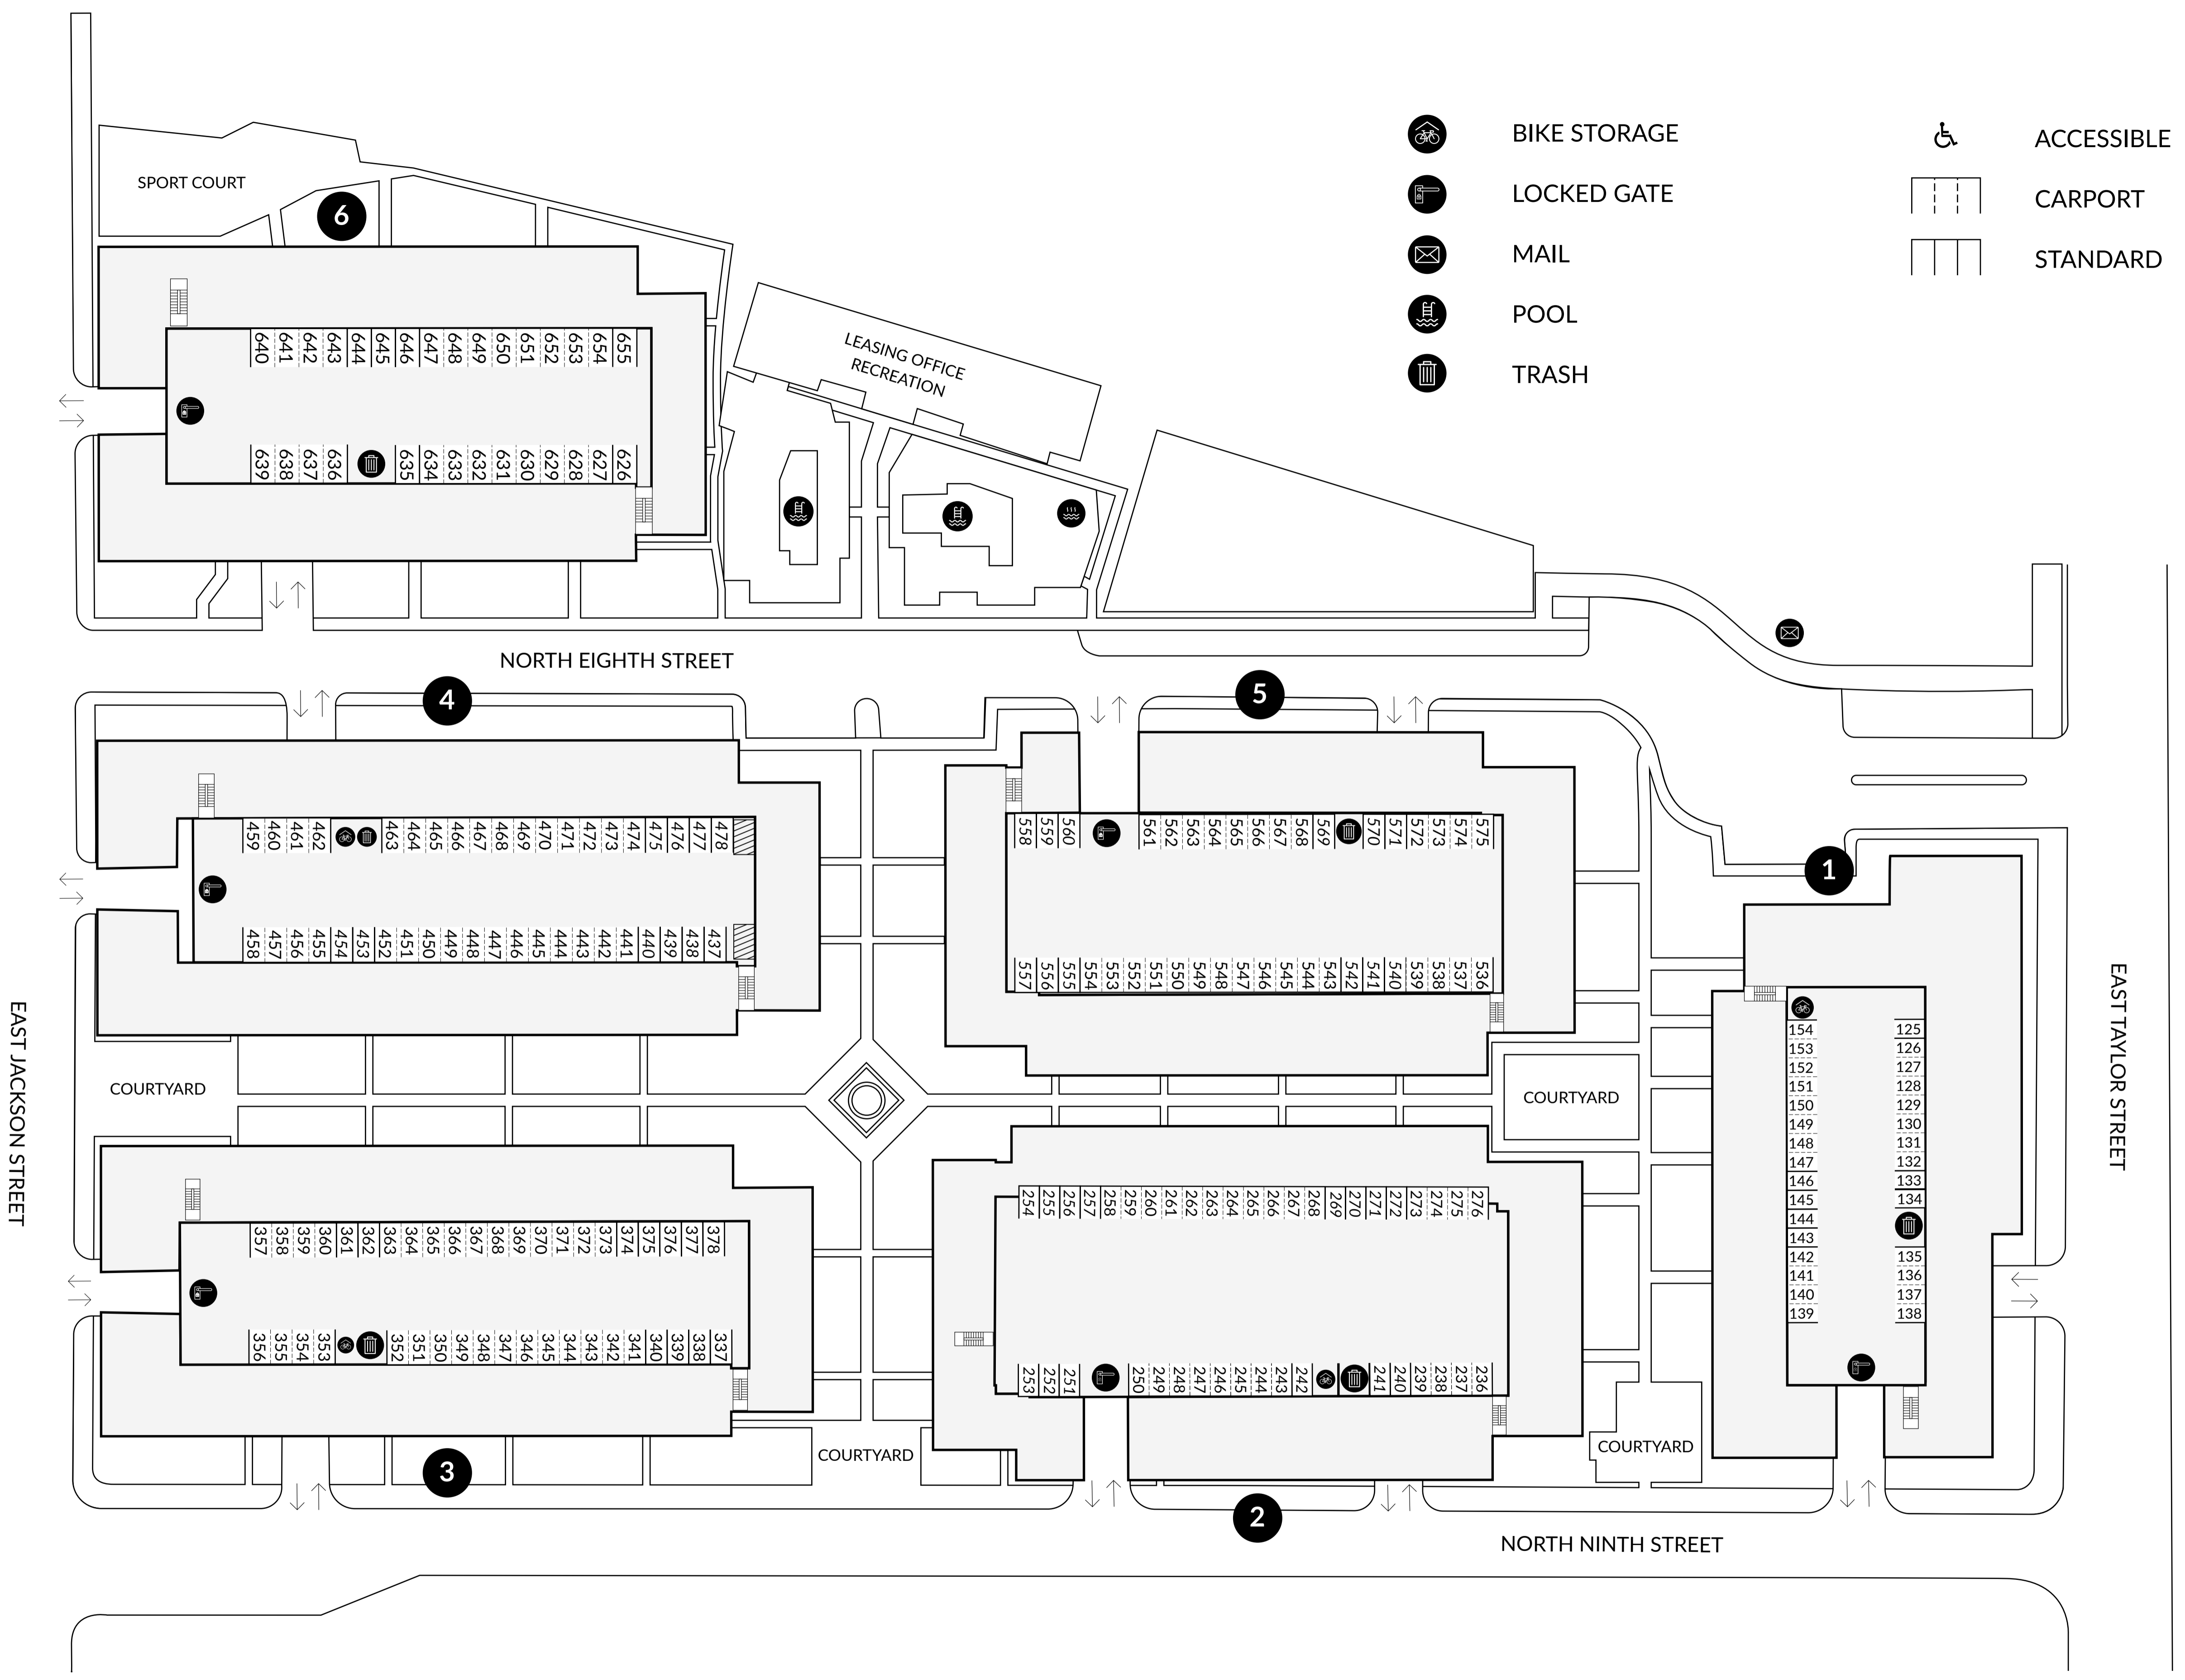 BIKE STORAGE
LOCKED GATE
MAIL
POOL
TRASH
ACCESSIBLE
CARPORT
STANDARD
SPORT COURT
6
640 641 642 643 644 645 646 647 648 649 650 651 652 653 654 655
639 638 637 636 635 634 633 632 631 630 629 628 627 626
LEASING OFFICE
RECREATION
NORTH EIGHTH STREET
4
459 460 461 462 463 464 465 466 467 468 469 470 471 472 473 474 475 476 477 478
458 457 456 455 454 453 452 451 450 449 448 447 446 445 444 443 442 441 440 439 438 437
5
558 559 560 561 562 563 564 565 566 567 568 569 570 571 572 573 574 575
557 556 555 554 553 552 551 550 549 548 547 546 545 544 543 542 541 540 539 538 537 536
1
154 125
153 126
152 127
151 128
150 129
149 130
148 131
147 132
146 133
145 134
144
143
142 135
141 136
140 137
139 138
EAST JACKSON STREET
EAST TAYLOR STREET
COURTYARD
COURTYARD
357 358 359 360 361 362 363 364 365 366 367 368 369 370 371 372 373 374 375 376 377 378
356 355 354 353 352 351 350 349 348 347 346 345 344 343 342 341 340 339 338 337
3
254 255 256 257 258 259 260 261 262 263 264 265 266 267 268 269 270 271 272 273 274 275 276
253 252 251 250 249 248 247 246 245 244 243 242 241 240 239 238 237 236
2
COURTYARD
COURTYARD
NORTH NINTH STREET